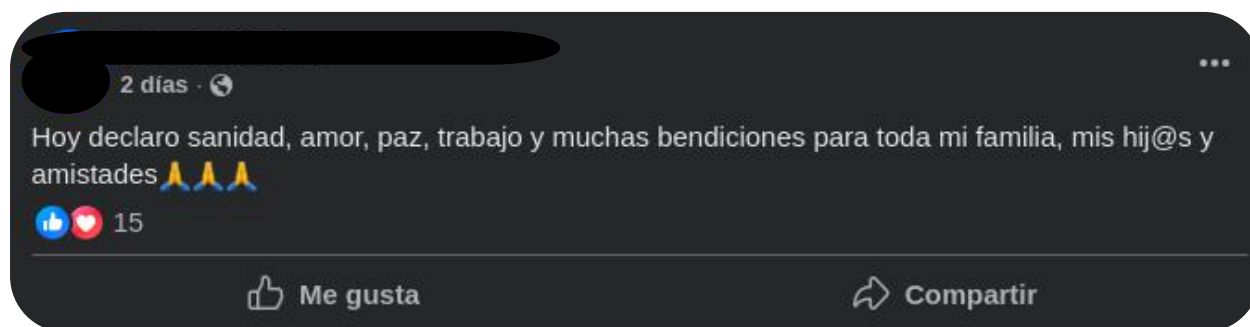 2 días ·
Hoy declaro sanidad, amor, paz, trabajo y muchas bendiciones para toda mi familia, mis hij@s y
amistades🙏🙏🙏
15
Me gusta
Compartir